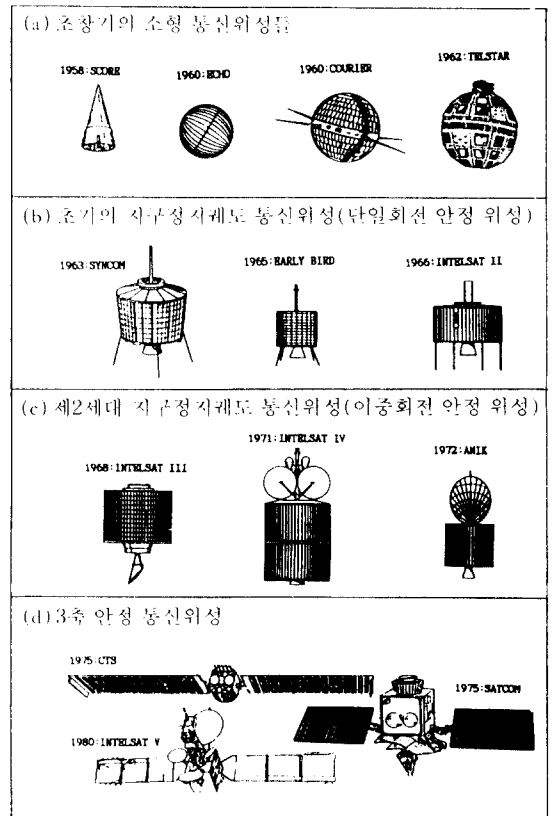 (a) 초창기의 소형 통신위성들
1958:SCORE
1960:ECHO
1960:COURIER
1962:TELSTAR
(b) 초기의 지구정지궤도 통신위성(단일회전 안정 위성)
1963:SYNCOM
1965:EARLY BIRD
1966:INTELSAT II
(c) 제2세대 지구정지궤도 통신위성(이중회전 안정 위성)
1968:INTELSAT III
1971:INTELSAT IV
1972:ANIK
(d) 3축 안정 통신위성
1975:CTS
1975:SATCOM
1980:INTELSAT V